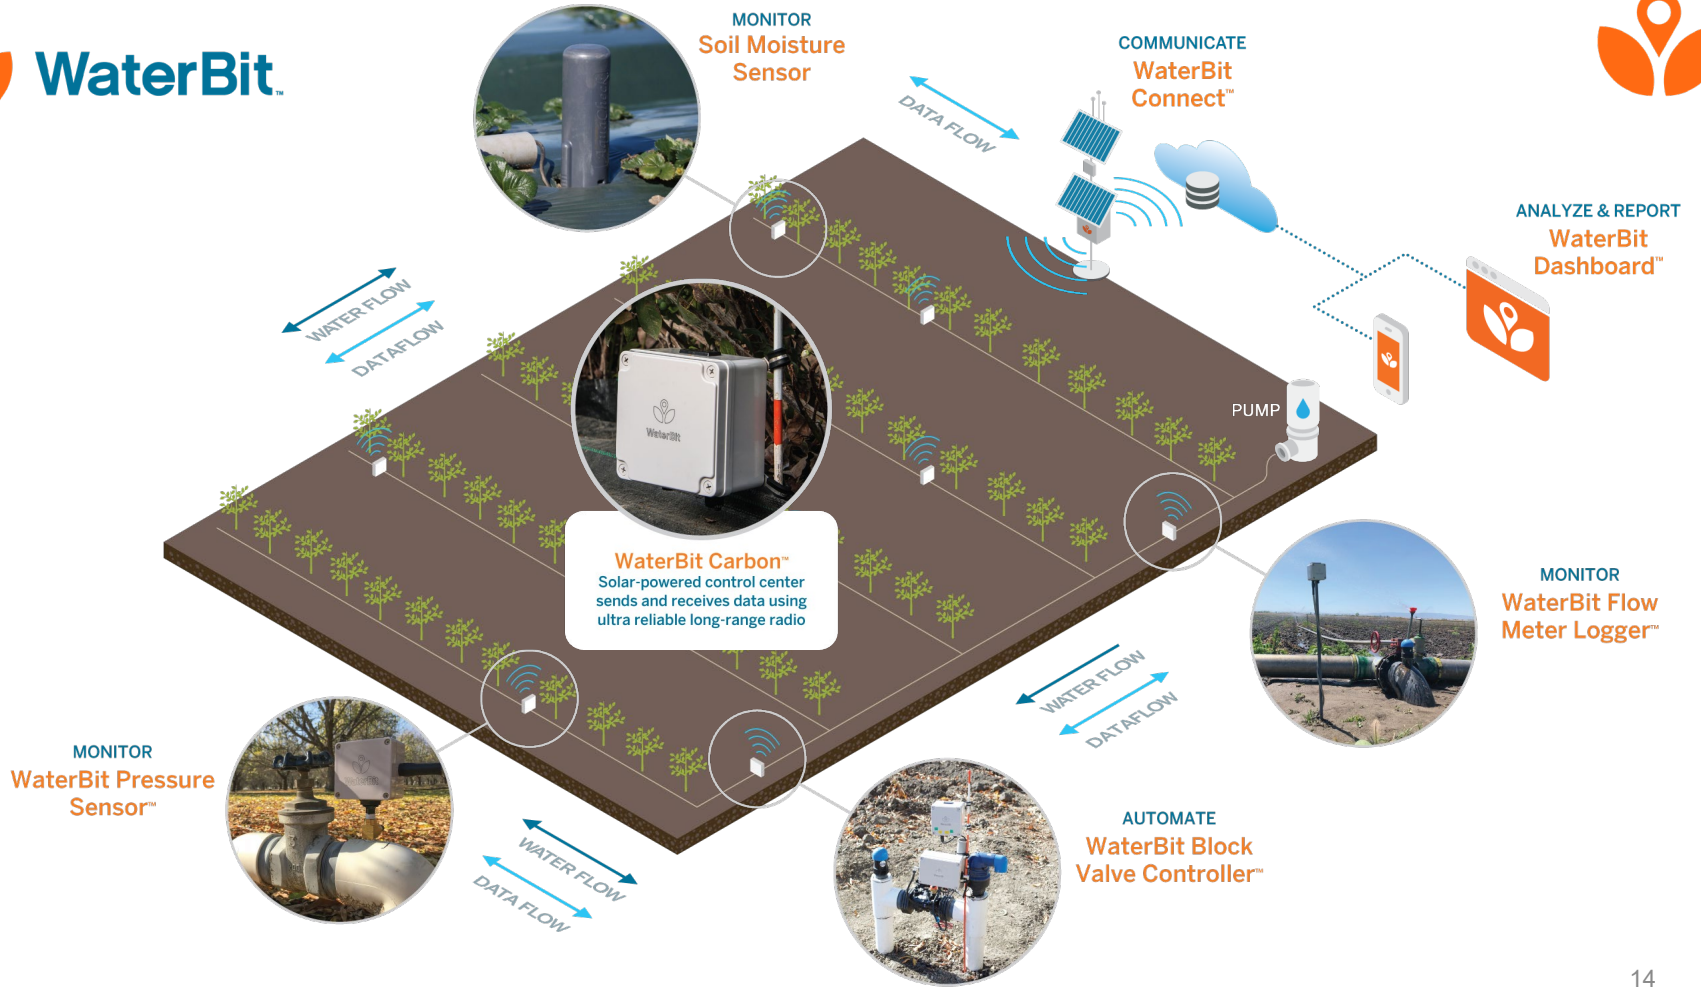 WaterBit™
MONITOR
Soil Moisture
Sensor
DATA FLOW
COMMUNICATE
WaterBit
Connect™
ANALYZE & REPORT
WaterBit
Dashboard™
WATER FLOW
DATAFLOW
PUMP
WaterBit
WaterBit Carbon™
Solar-powered control center
sends and receives data using
ultra reliable long-range radio
MONITOR
WaterBit Flow
Meter Logger™
WATER FLOW
DATAFLOW
MONITOR
WaterBit Pressure
Sensor™
WaterBit
WATER FLOW
DATA FLOW
AUTOMATE
WaterBit Block
Valve Controller™
14